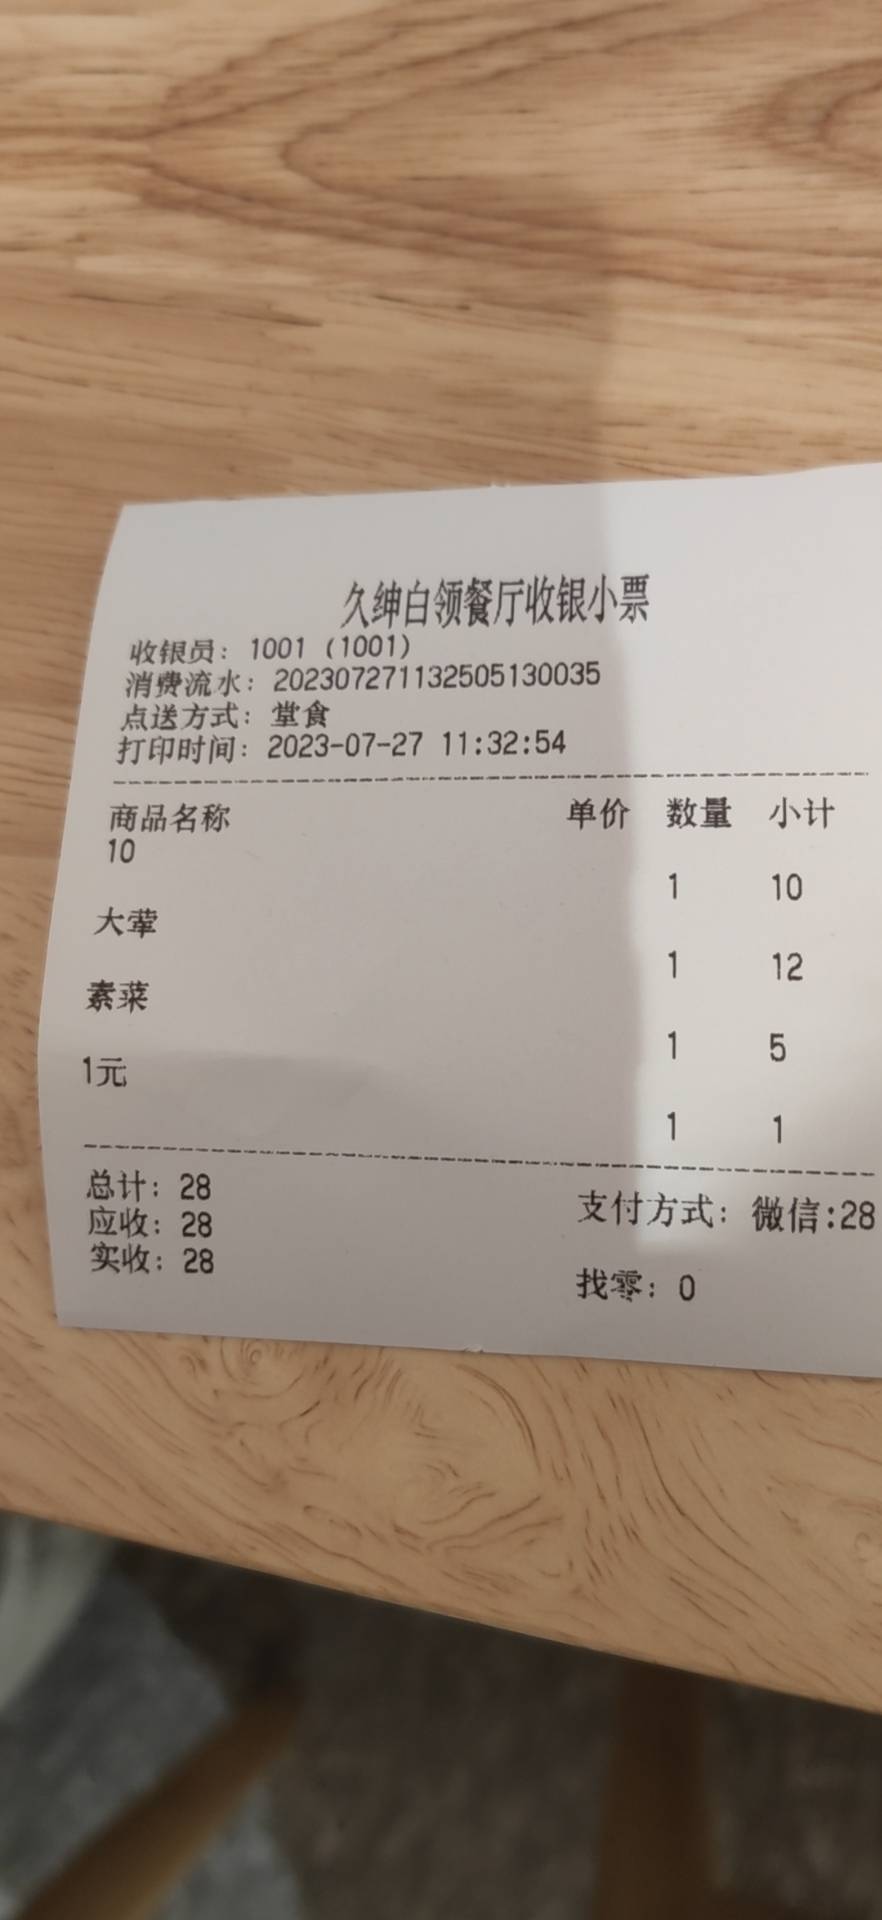 久绅白领餐厅收银小票
收银员: 1001 (1001)
消费流水: 202307271132505130035
点送方式: 堂食
打印时间: 2023-07-27 11:32:54
商品名称 单价 数量 小计
10
1 10
大荤
1 12
素菜
1 5
1元
1 1
总计: 28
应收: 28
实收: 28
支付方式: 微信:28
找零: 0